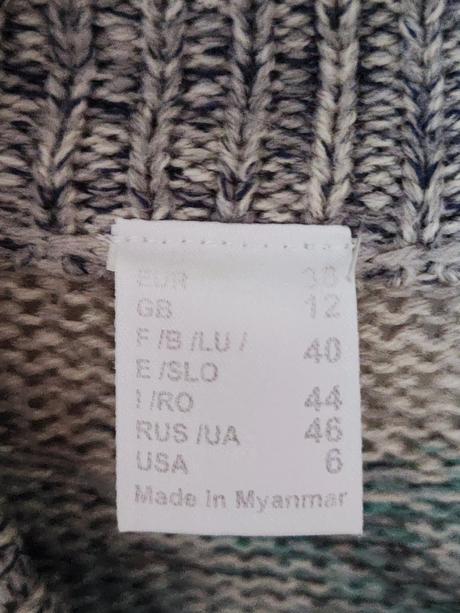 EUR 38
GB 12
F /B /LU / 40
E /SLO
I /RO 44
RUS /UA 46
USA 6
Made in Myanmar